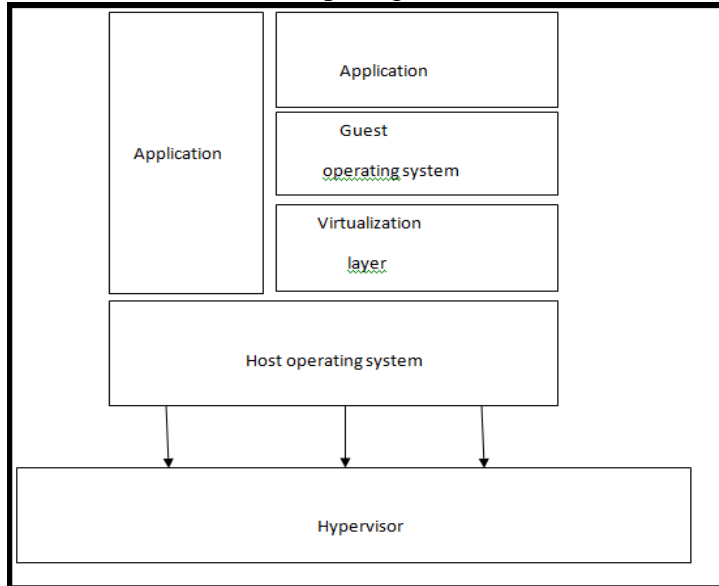 Application
Application
Guest
operating system
Virtualization
layer
Host operating system
Hypervisor